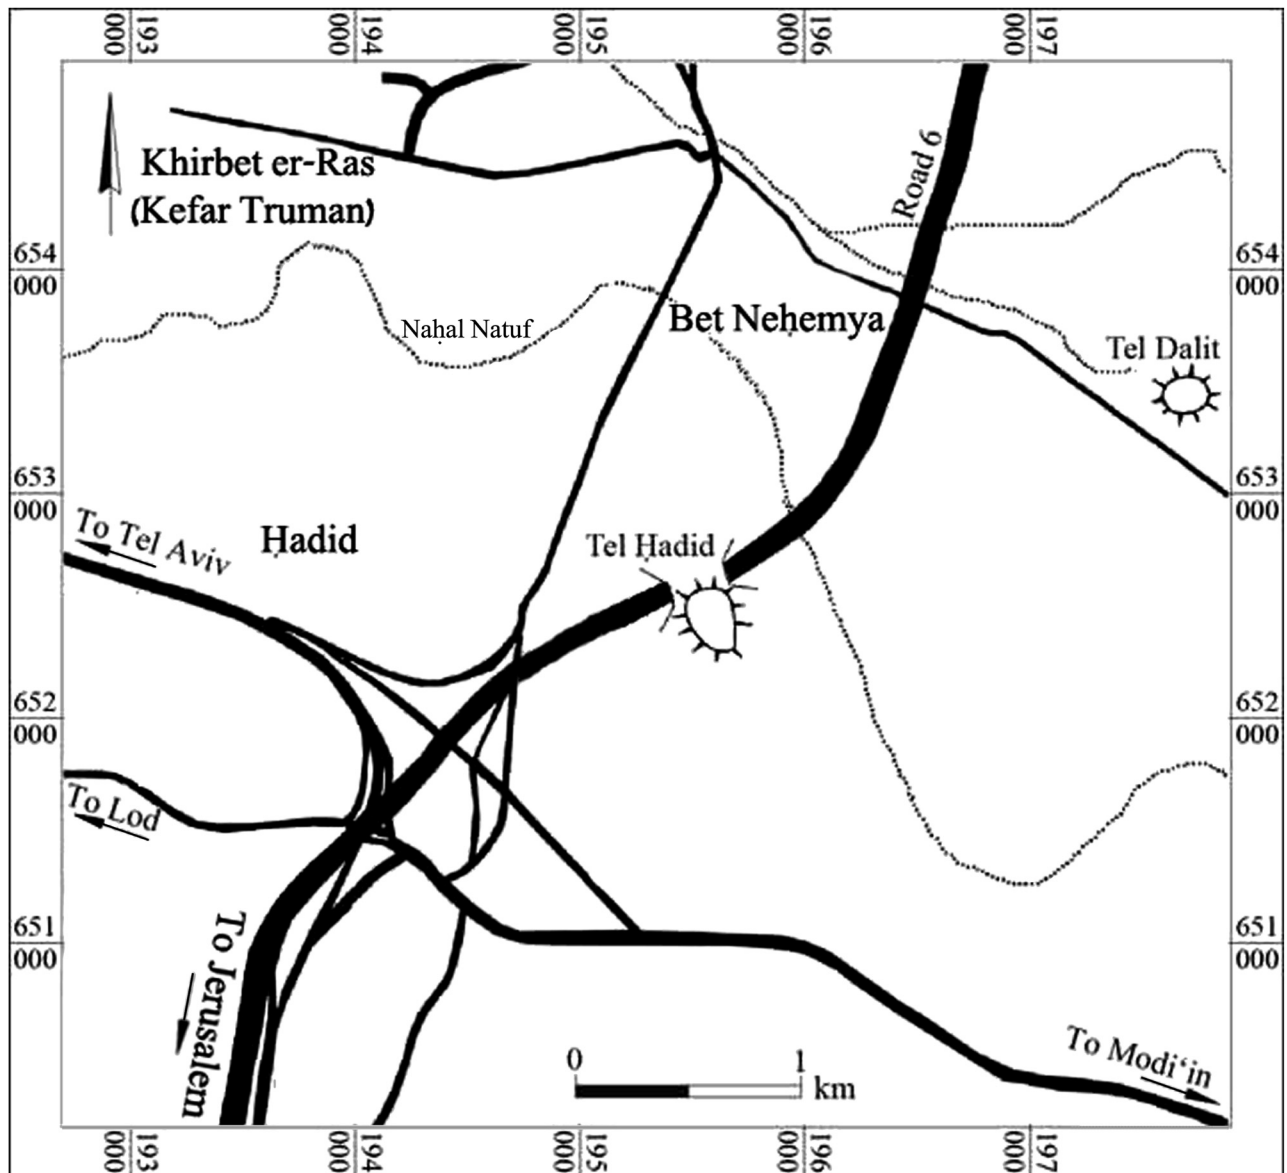 193
000
194
000
195
000
196
000
197
000
Khirbet er-Ras
(Kefar Truman)
Road 6
654
000
654
000
Naḥal Natuf
Bet Neḥemya
Tel Dalit
653
000
653
000
To Tel Aviv
Ḥadid
Tel Ḥadid
652
000
652
000
To Lod
651
000
651
000
To Jerusalem
0 1
km
To Modi‘in
193
000
194
000
195
000
196
000
197
000